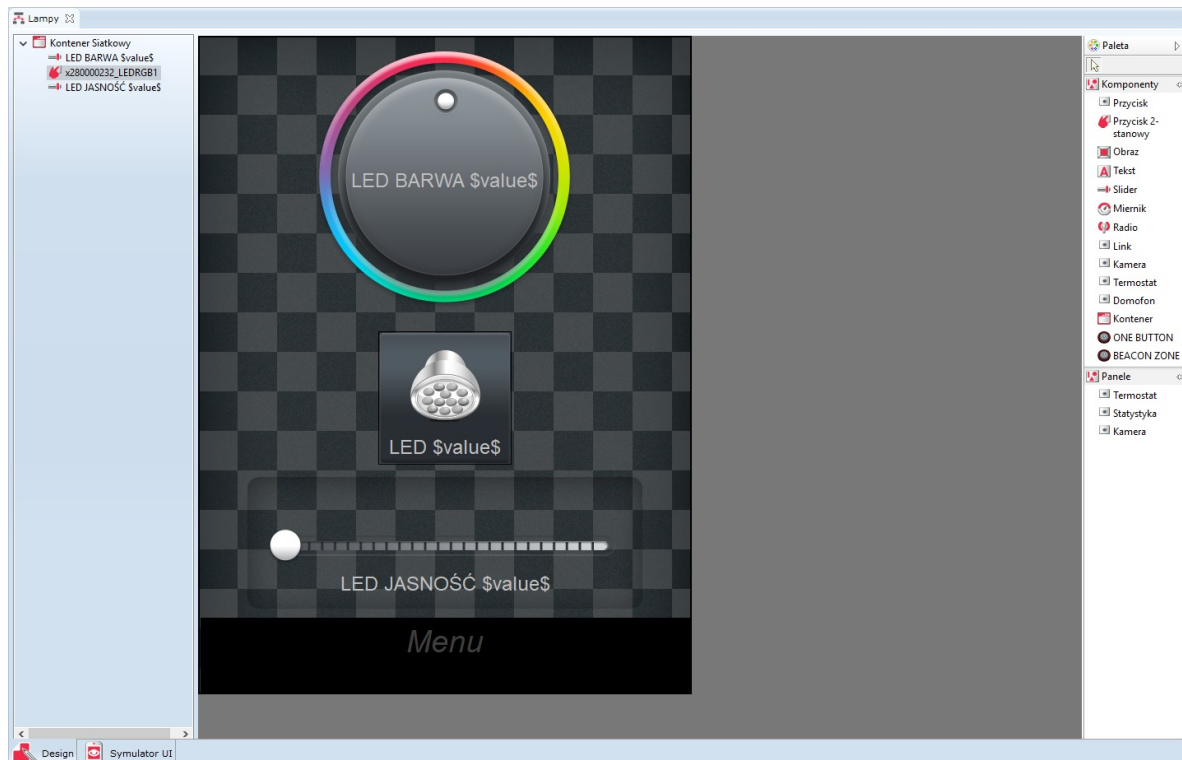 Lampy
Kontener Siatkowy
LED BARWA $value$
x280000232_LEDRGB1
LED JASNOŚĆ $value$
LED BARWA $value$
LED $value$
LED JASNOŚĆ $value$
Menu
Paleta
Komponenty
Przycisk
Przycisk 2-
stanowy
Obraz
Tekst
Slider
Miernik
Radio
Link
Kamera
Termostat
Domofon
Kontener
ONE BUTTON
BEACON ZONE
Panele
Termostat
Statystyka
Kamera
Design
Symulator UI